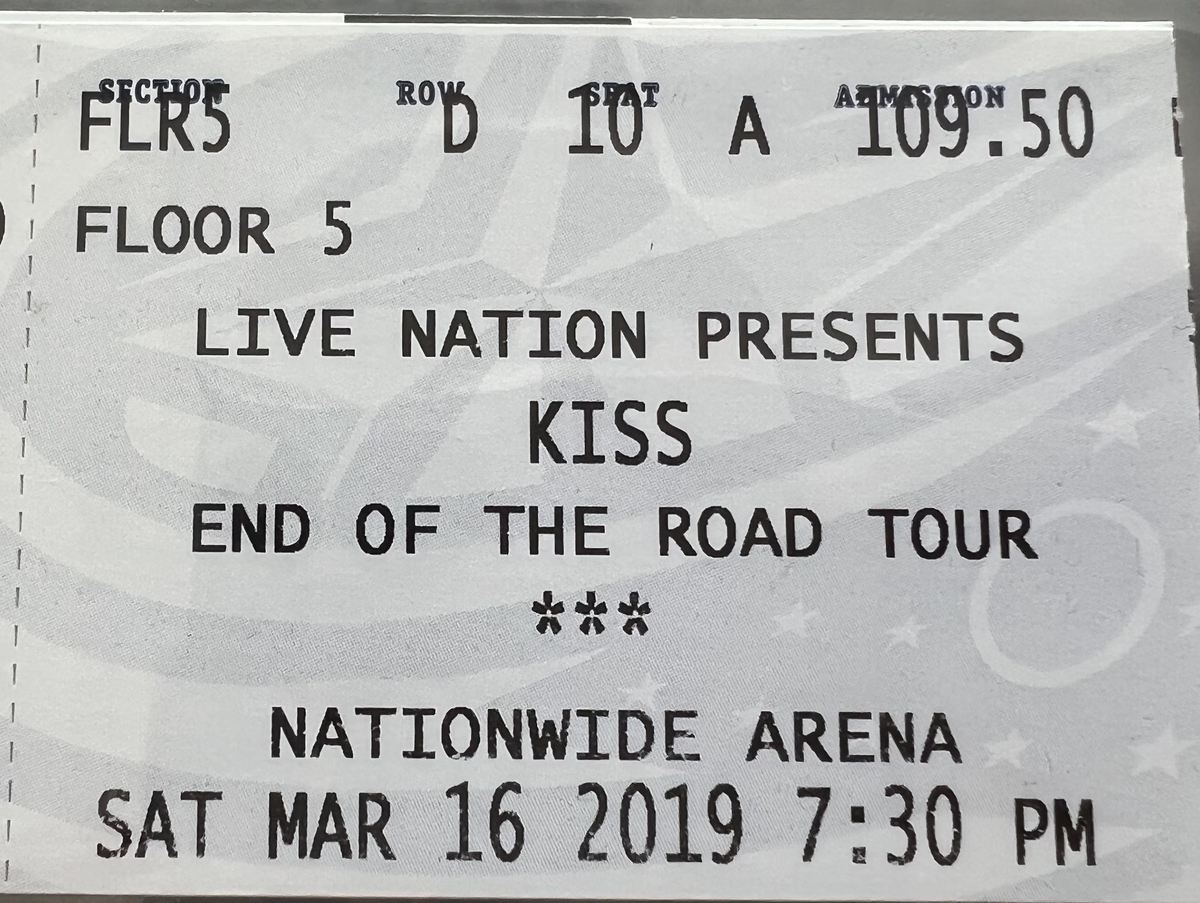 SECTION ROW SEAT ADMISSION
FLR5 D 10 A 109.50
FLOOR 5
LIVE NATION PRESENTS
KISS
END OF THE ROAD TOUR
***
NATIONWIDE ARENA
SAT MAR 16 2019 7:30 PM